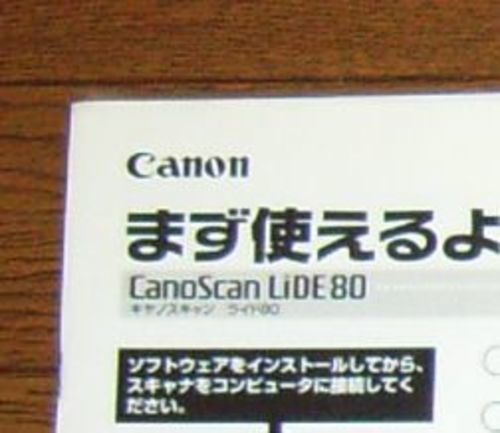 Canon
まず使えるよ
CanoScan LiDE 80
キヤノスキャン ライド80
ソフトウェアをインストールしてから、
スキャナをコンピュータに接続してく
ださい。